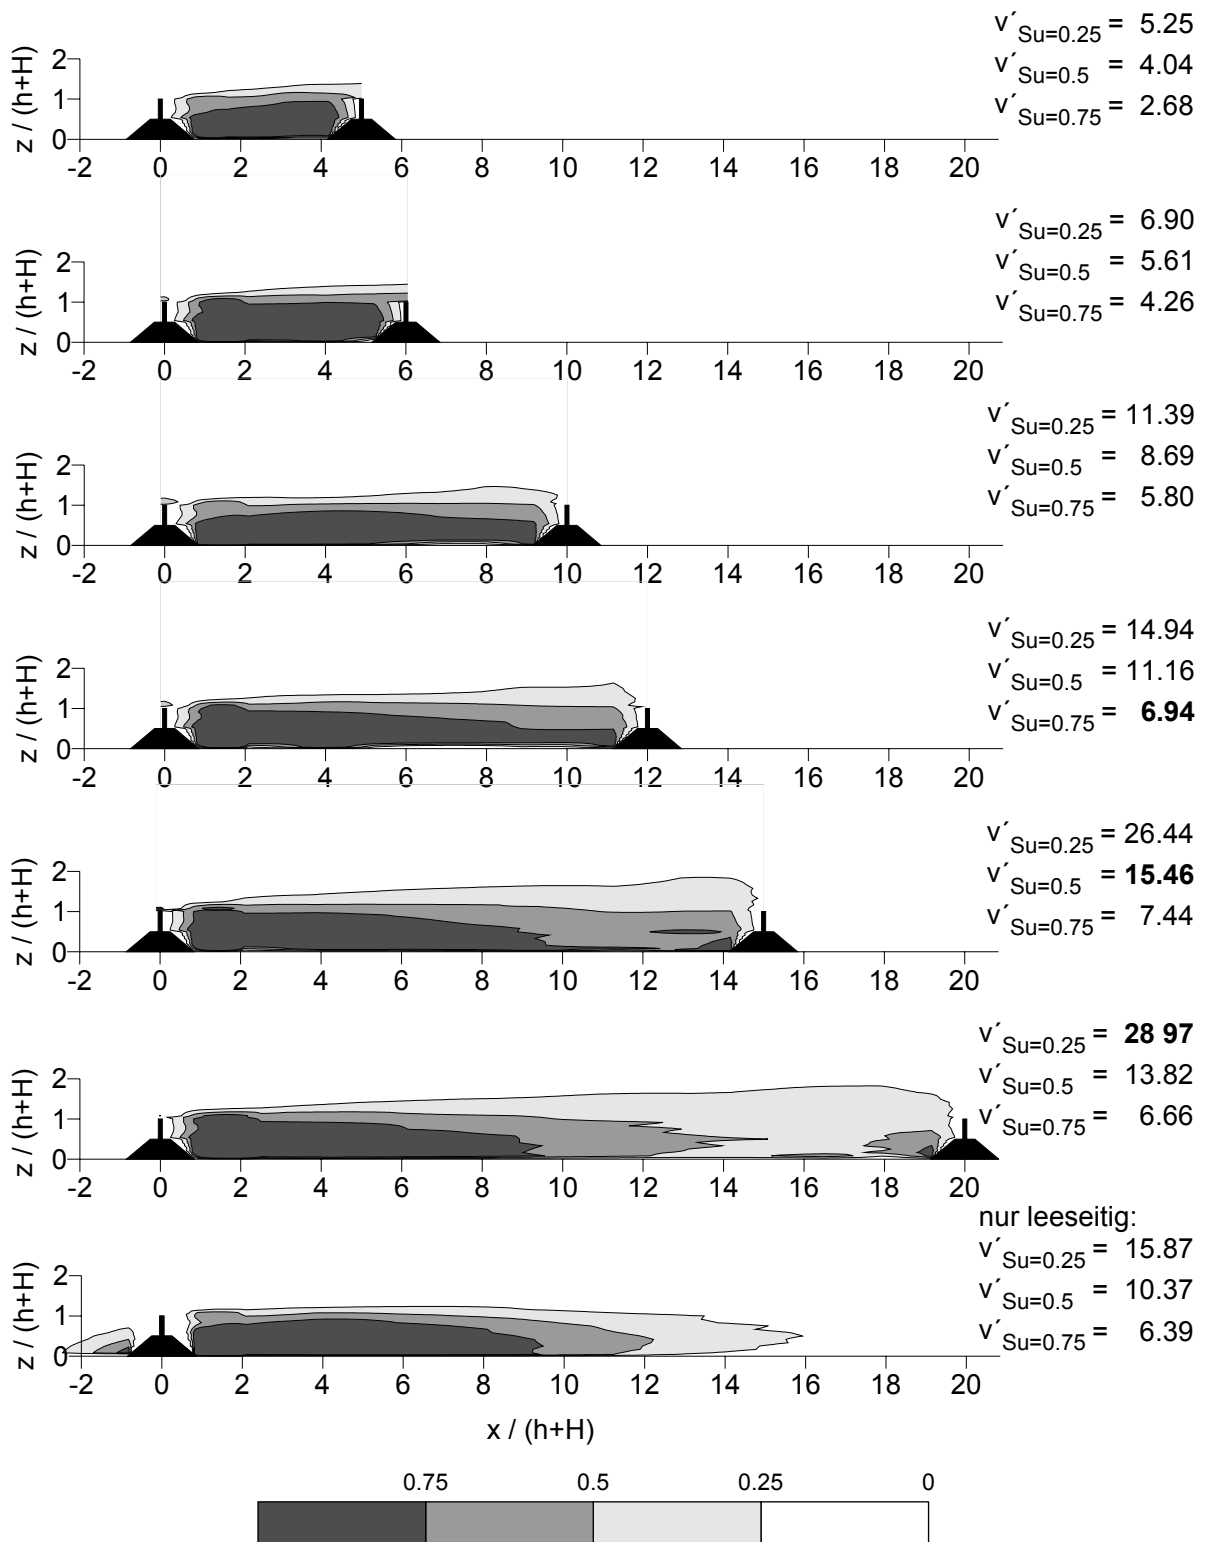 v´Su=0.25 = 5.25
v´Su=0.5 = 4.04
v´Su=0.75 = 2.68
z / (h+H)
2
1
0
-2 0 2 4 6 8 10 12 14 16 18 20
v´Su=0.25 = 6.90
v´Su=0.5 = 5.61
v´Su=0.75 = 4.26
z / (h+H)
2
1
0
-2 0 2 4 6 8 10 12 14 16 18 20
v´Su=0.25 = 11.39
v´Su=0.5 = 8.69
v´Su=0.75 = 5.80
z / (h+H)
2
1
0
-2 0 2 4 6 8 10 12 14 16 18 20
v´Su=0.25 = 14.94
v´Su=0.5 = 11.16
v´Su=0.75 = 6.94
z / (h+H)
2
1
0
-2 0 2 4 6 8 10 12 14 16 18 20
v´Su=0.25 = 26.44
v´Su=0.5 = 15.46
v´Su=0.75 = 7.44
z / (h+H)
2
1
0
-2 0 2 4 6 8 10 12 14 16 18 20
v´Su=0.25 = 28 97
v´Su=0.5 = 13.82
v´Su=0.75 = 6.66
z / (h+H)
2
1
0
-2 0 2 4 6 8 10 12 14 16 18 20
nur leeseitig:
v´Su=0.25 = 15.87
v´Su=0.5 = 10.37
v´Su=0.75 = 6.39
z / (h+H)
2
1
0
-2 0 2 4 6 8 10 12 14 16 18 20
x / (h+H)
0.75 0.5 0.25 0